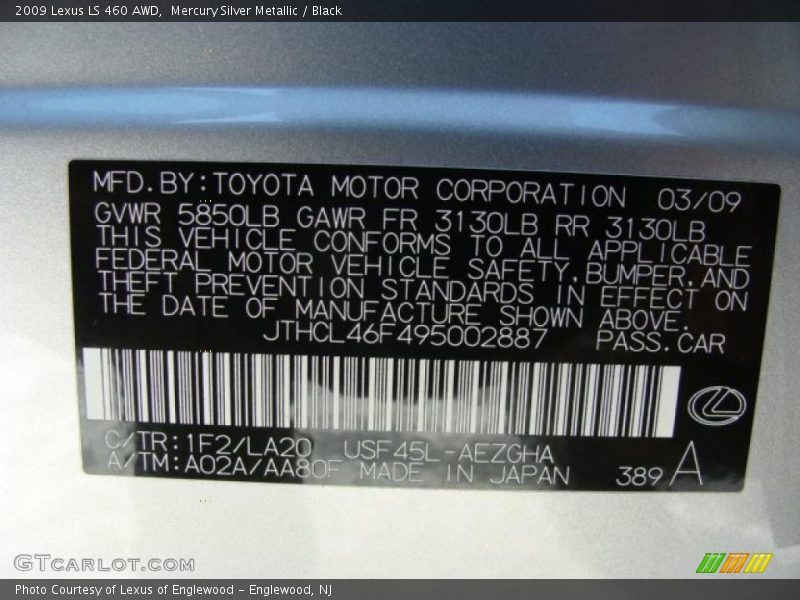 2009 Lexus LS 460 AWD, Mercury Silver Metallic / Black
MFD.BY:TOYOTA MOTOR CORPORATION 03/09
GVWR 5850LB GAWR FR 3130LB RR 3130LB
THIS VEHICLE CONFORMS TO ALL APPLICABLE
FEDERAL MOTOR VEHICLE SAFETY,BUMPER,AND
THEFT PREVENTION STANDARDS IN EFFECT ON
THE DATE OF MANUFACTURE SHOWN ABOVE.
JTHCL46F495002887 PASS.CAR
C/TR:1F2/LA20 USF45L-AEZGHA
A/TM:A02A/AA80F MADE IN JAPAN 389 A
GTCARLOT.COM
Photo Courtesy of Lexus of Englewood - Englewood, NJ